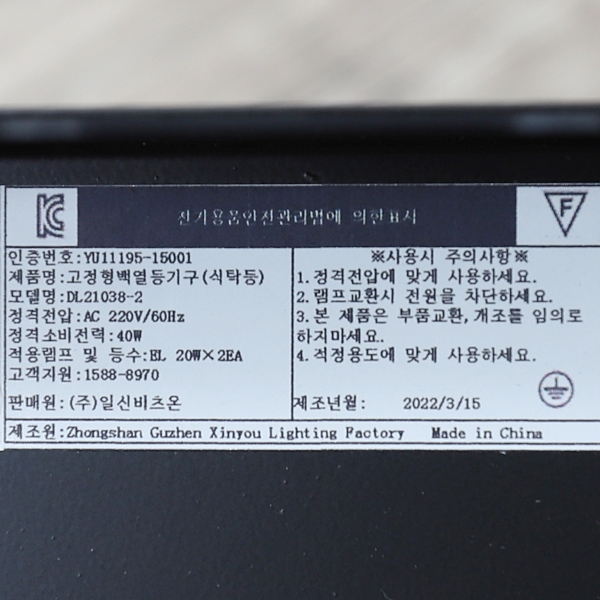 전기용품안전관리법에 의한표시
F
인증번호:YU11195-15001
제품명:고정형백열등기구(식탁등)
모델명:DL21038-2
정격전압:AC 220V/60Hz
정격소비전력:40W
적용램프 및 등수:EL 20W×2EA
고객지원:1588-8970
판매원:(주)일신비츠온
※사용시 주의사항※
1.정격전압에 맞게 사용하세요.
2.램프교환시 전원을 차단하세요.
3.본 제품은 부품교환,개조를 임의로
하지마세요.
4.적정용도에 맞게 사용하세요.
제조년월: 2022/3/15
제조원:Zhongshan Guzhen Xinyou Lighting Factory Made in China